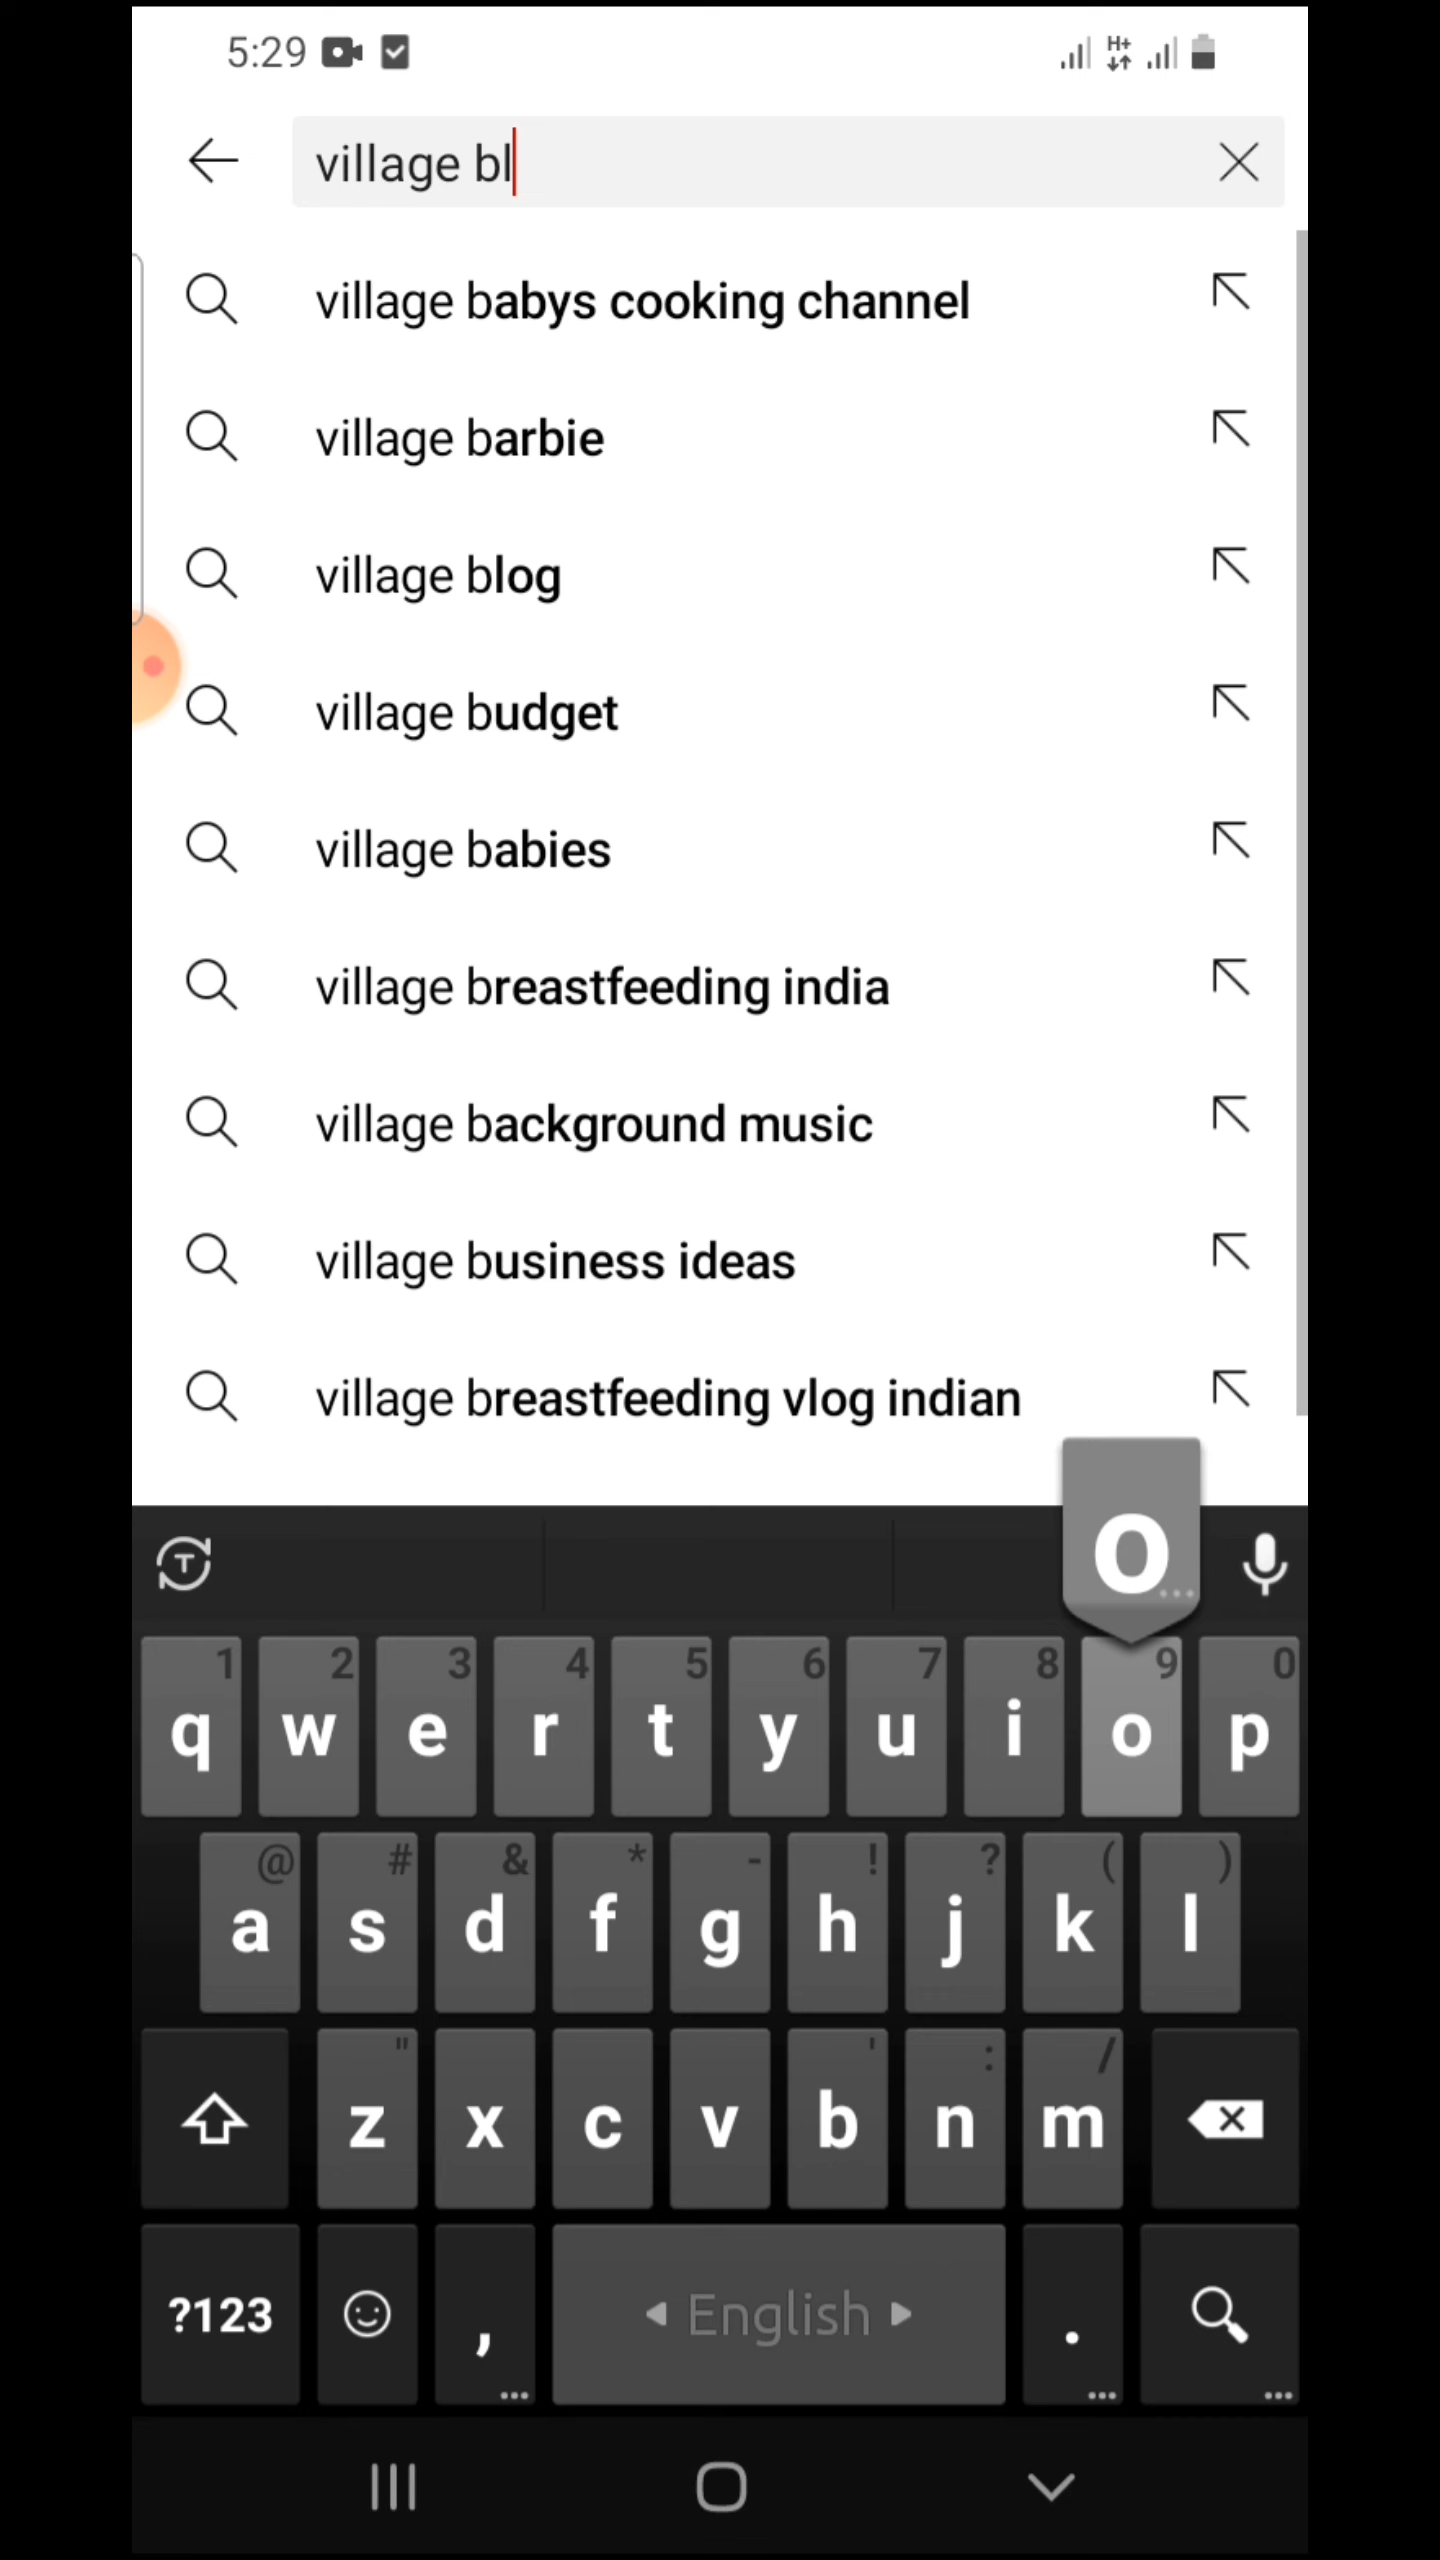 5:29 H+
village bl
village babys cooking channel
village barbie
village blog
village budget
village babies
village breastfeeding india
village background music
village business ideas
village breastfeeding vlog indian
o
T
1 2 3 4 5 6 7 8 9 0
q w e r t y u i o p
@ # & * - ! ? ( )
a s d f g h j k l
" ' : /
z x c v b n m
?123 , English .